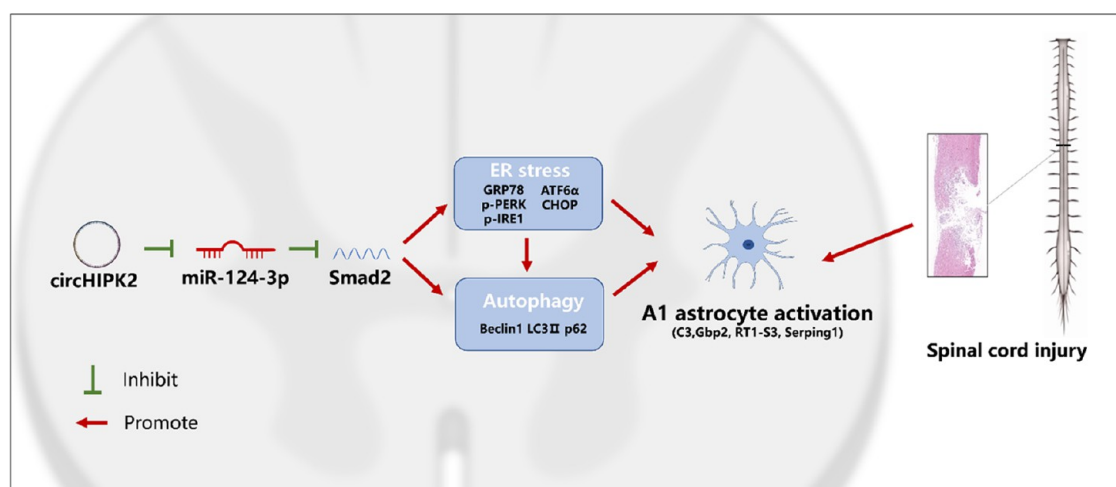 ER stress
GRP78 ATF6α
p-PERK CHOP
p-IRE1
circHIPK2
miR-124-3p
Smad2
Autophagy
Beclin1 LC3Ⅱ p62
A1 astrocyte activation
(C3,Gbp2, RT1-S3, Serping1)
Spinal cord injury
Inhibit
Promote